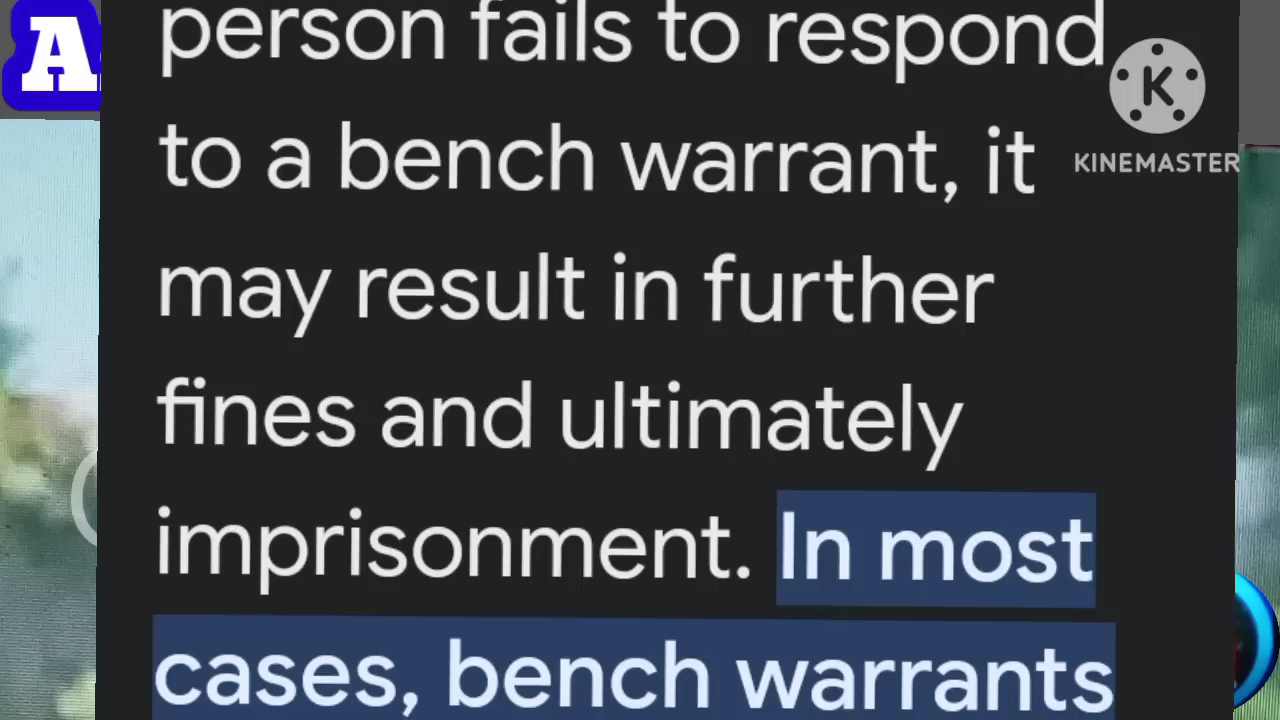 A
person fails to respond
to a bench warrant, it
K
KINEMASTER
may result in further
fines and ultimately
imprisonment. In most
cases, bench warrants